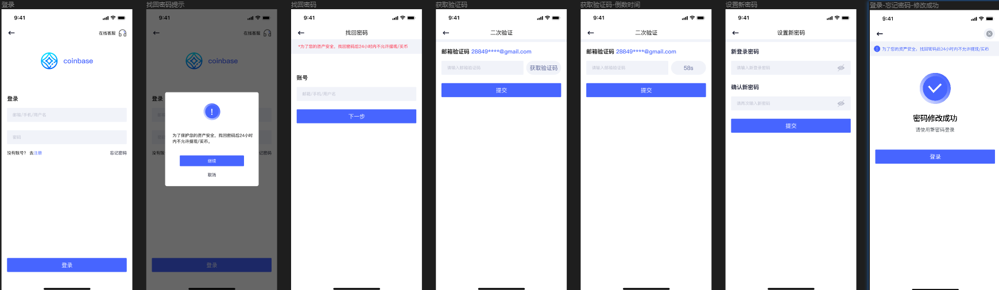 登录
9:41
在线客服
coinbase
登录
邮箱/手机/用户名
密码
没有账号？ 去注册
忘记密码
登录
找回密码提示
9:41
在线客服
coinbase
登录
为了保护您的资产安全，找回密码后24小时
内不允许提现/买币。
继续
取消
没有账
记密码
登录
找回密码
9:41
找回密码
*为了您的资产安全，找回密码后24小时内不允许提现/买币
账号
邮箱/手机/用户名
下一步
获取验证码
9:41
二次验证
邮箱验证码 28849****@gmail.com
请输入邮箱验证码
获取验证码
提交
获取验证码-倒数时间
9:41
二次验证
邮箱验证码 28849****@gmail.com
请输入邮箱验证码
58s
提交
设置新密码
9:41
设置新密码
新登录密码
请输入新登录密码
确认新密码
请再次输入新密码
提交
登录-忘记密码-修改成功
9:41
为了您的资产安全，找回密码后24小时内不允许提现/买币
密码修改成功
请使用新密码登录
登录